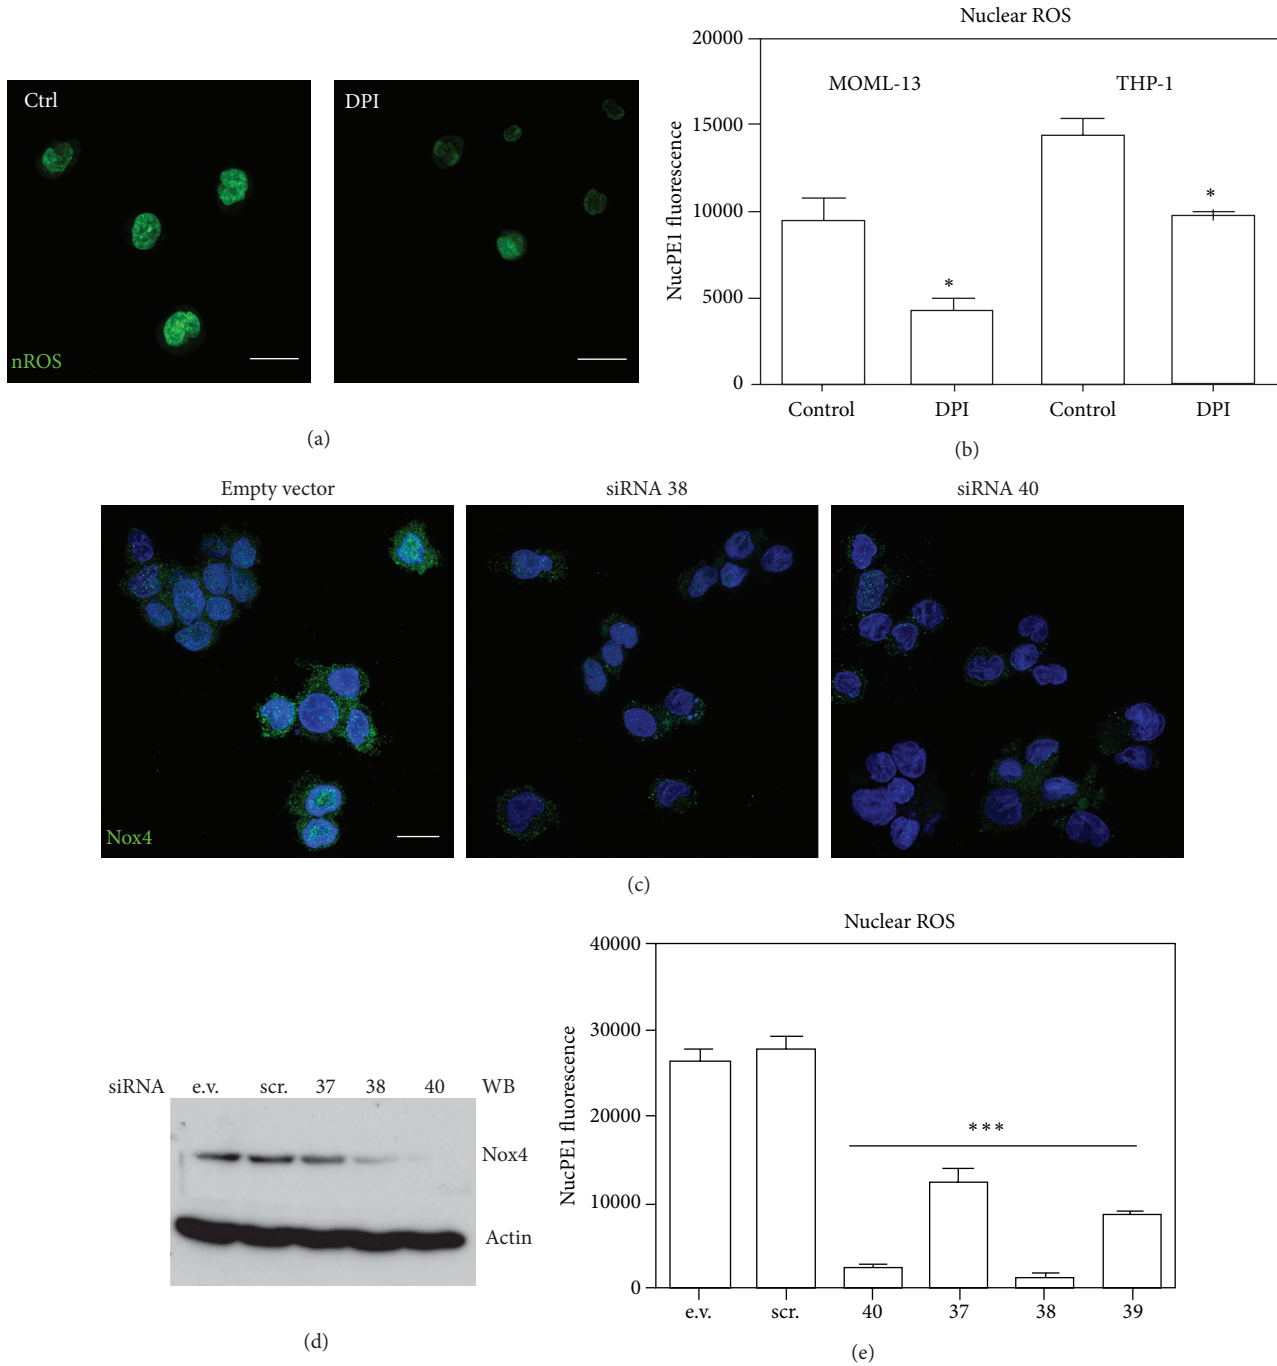 Ctrl
DPI
nROS
(a)
Nuclear ROS
20000
15000
10000
5000
0
NucPE1 fluorescence
MOML-13
THP-1
*
*
Control
DPI
Control
DPI
(b)
Empty vector
siRNA 38
siRNA 40
Nox4
(c)
siRNA e.v. scr. 37 38 40 WB
Nox4
Actin
(d)
Nuclear ROS
40000
30000
20000
10000
0
NucPE1 fluorescence
***
e.v.
scr.
40
37
38
39
(e)